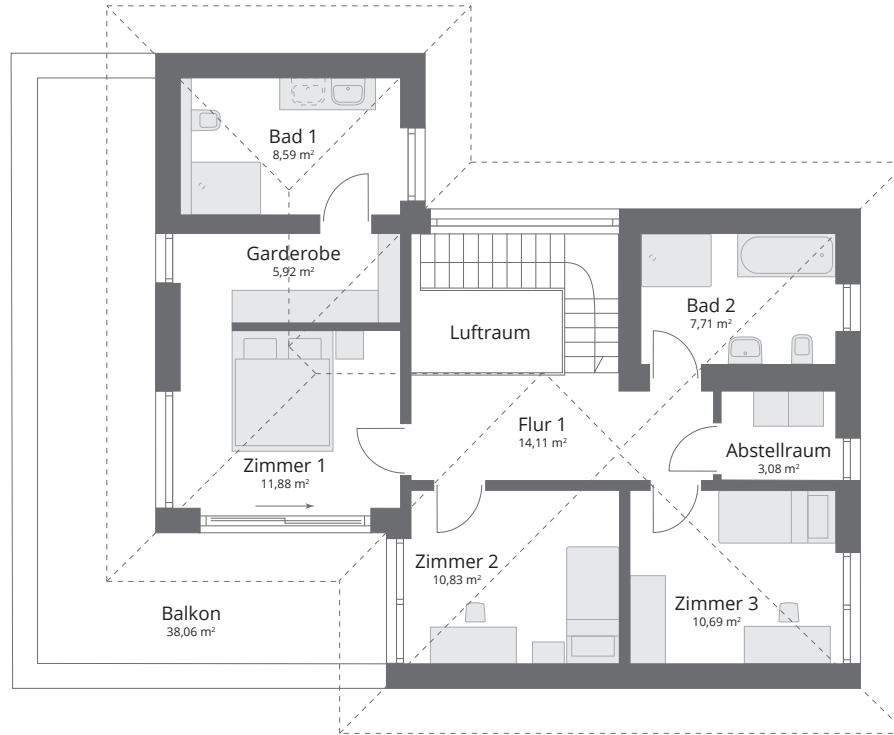 Bad 1
8,59 m²
Garderobe
5,92 m²
Luftraum
Bad 2
7,71 m²
Flur 1
14,11 m²
Abstellraum
3,08 m²
Zimmer 1
11,88 m²
Zimmer 2
10,83 m²
Zimmer 3
10,69 m²
Balkon
38,06 m²